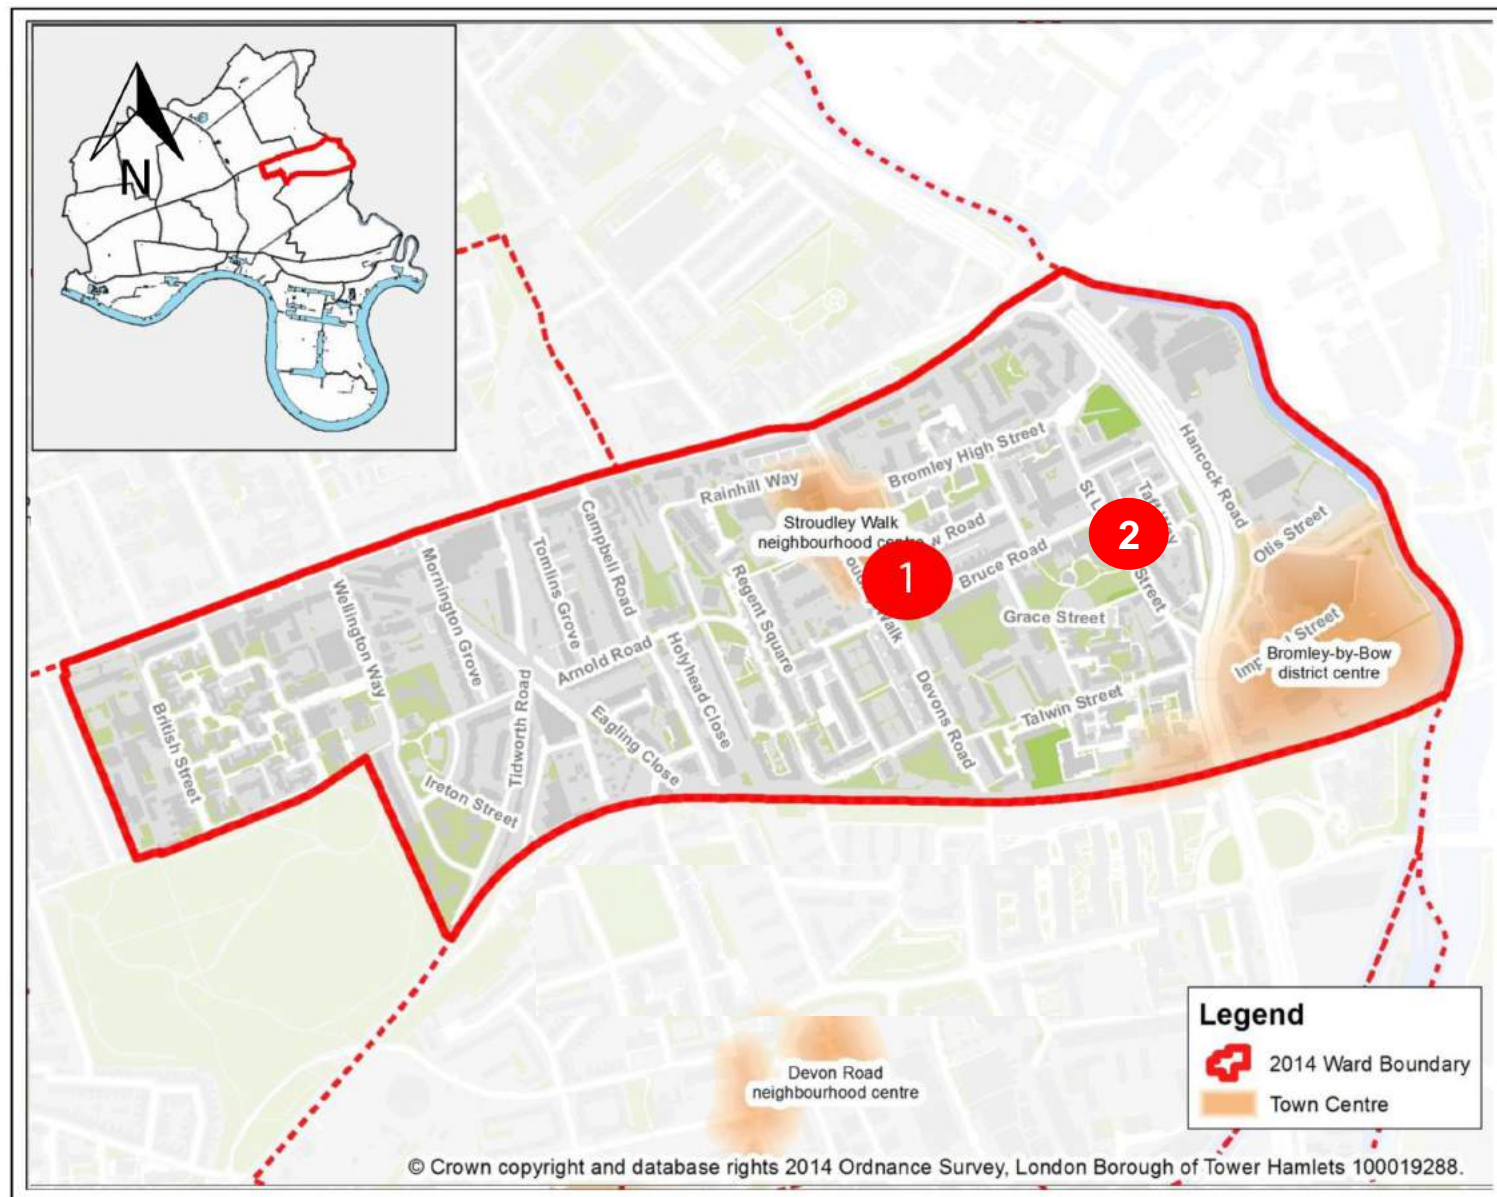 N
Hancock Road
Bromley High Street
Rainhill Way
Stroudley Walk
neighbourhood
Road
1
2
Street
Otis Street
Campbell Road
Tomlins Grove
Mornington Grove
Wellington Way
Regent Square
Bruce Road
Grace Street
Walk
Street
Bromley-by-Bow
district centre
Arnold Road
Holyhead Close
Devons Road
Talwin Street
British Street
Tidworth Road
Eagling Close
Ireton Street
Devon Road
neighbourhood centre
Legend
2014 Ward Boundary
Town Centre
© Crown copyright and database rights 2014 Ordnance Survey, London Borough of Tower Hamlets 100019288.